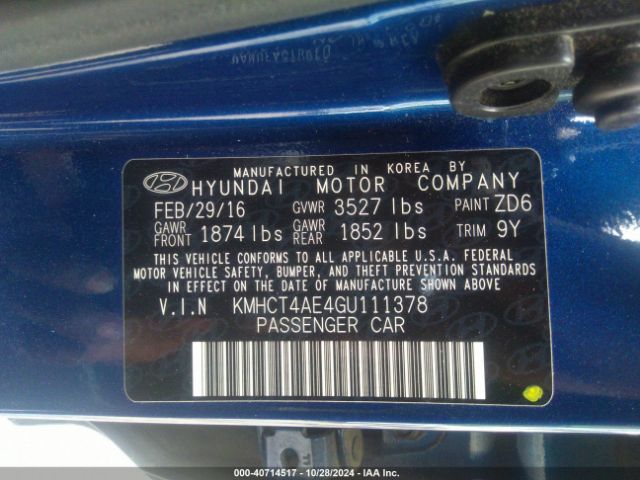 MANUFACTURED IN KOREA BY
HYUNDAI MOTOR COMPANY
FEB/29/16 GVWR 3527 lbs PAINT ZD6
GAWR FRONT 1874 lbs GAWR REAR 1852 lbs TRIM 9Y
THIS VEHICLE CONFORMS TO ALL APPLICABLE U.S.A. FEDERAL
MOTOR VEHICLE SAFETY, BUMPER, AND THEFT PREVENTION STANDARDS
IN EFFECT ON THE DATE OF MANUFACTURE SHOWN ABOVE
V.I.N KMHCT4AE4GU111378
PASSENGER CAR
000-40714517 - 10/28/2024 - IAA Inc.